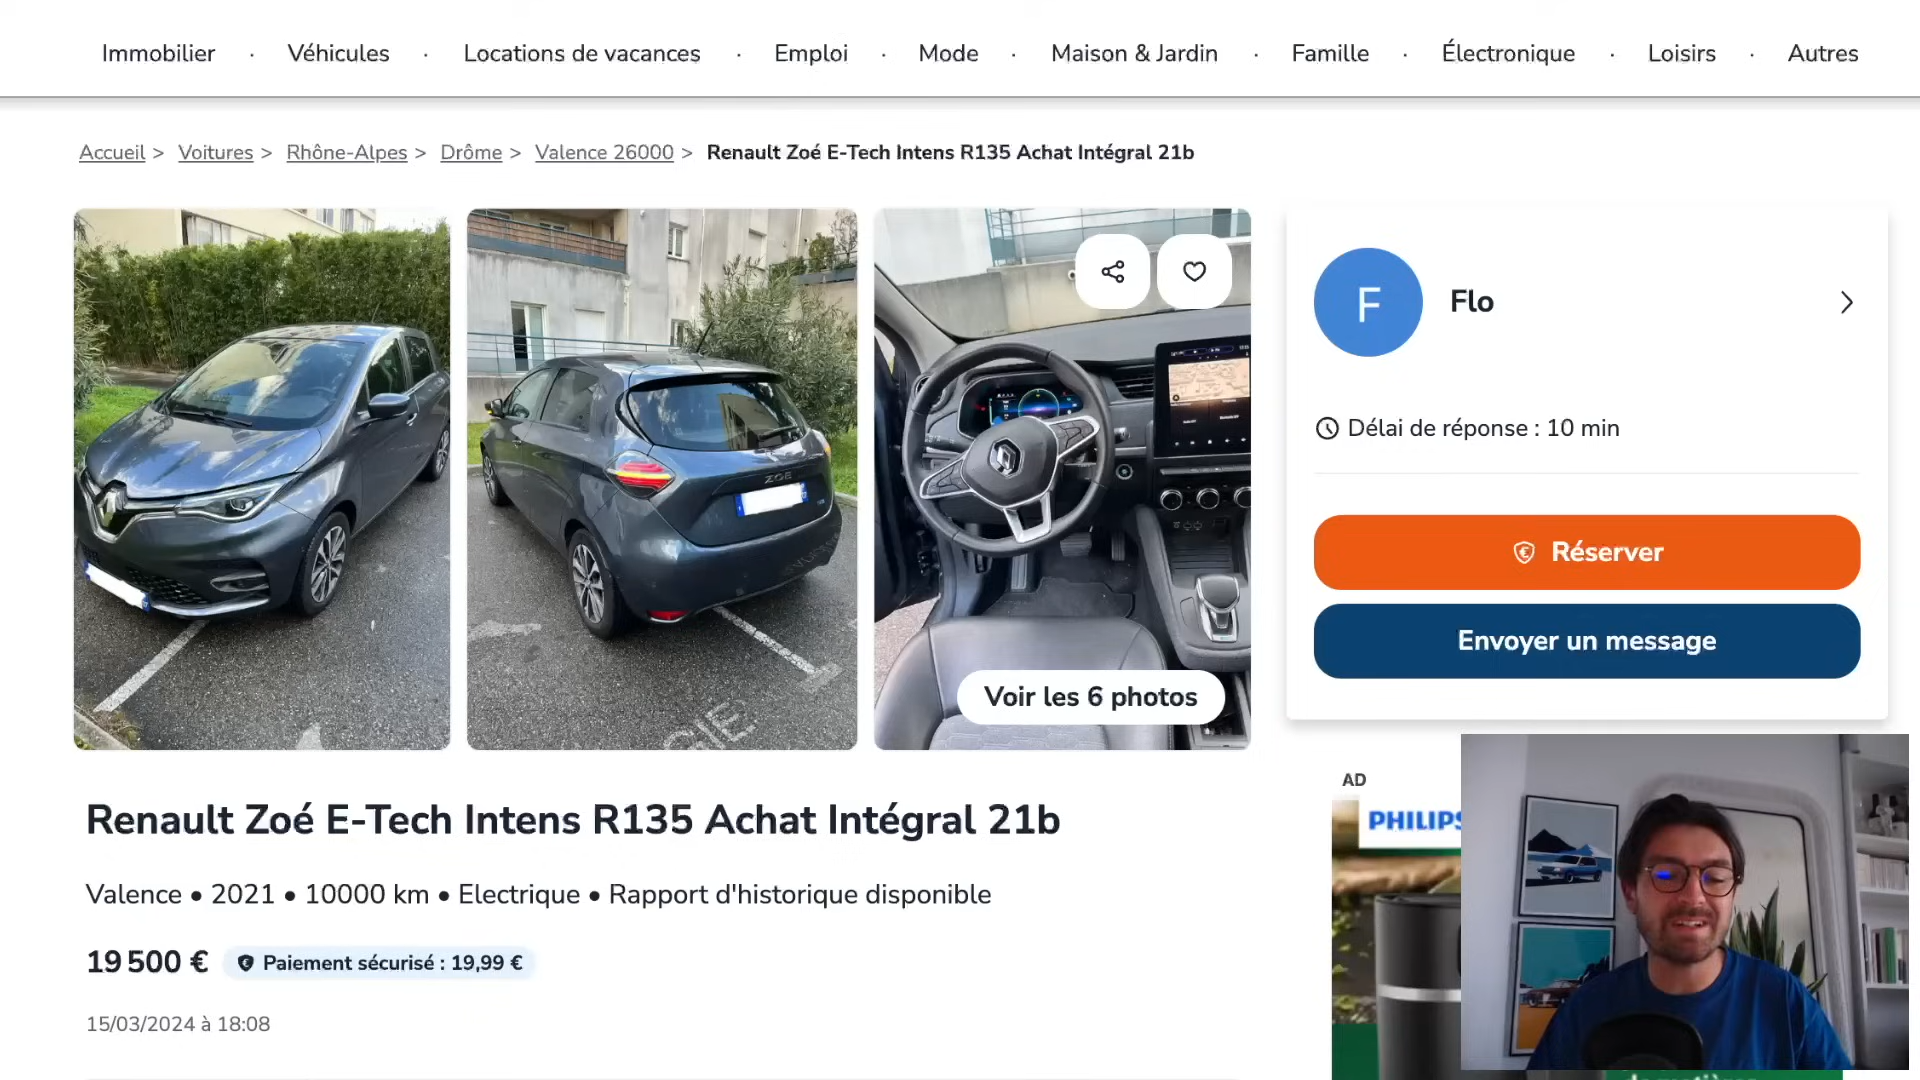 Immobilier · Véhicules · Locations de vacances · Emploi · Mode · Maison & Jardin · Famille · Électronique · Loisirs · Autres
Accueil > Voitures > Rhône-Alpes > Drôme > Valence 26000 > Renault Zoé E-Tech Intens R135 Achat Intégral 21b
ZOE
Voir les 6 photos
F
Flo
Délai de réponse : 10 min
Réserver
Envoyer un message
AD
PHILIPS
Renault Zoé E-Tech Intens R135 Achat Intégral 21b
Valence • 2021 • 10000 km • Electrique • Rapport d'historique disponible
19 500 € Paiement sécurisé : 19,99 €
15/03/2024 à 18:08